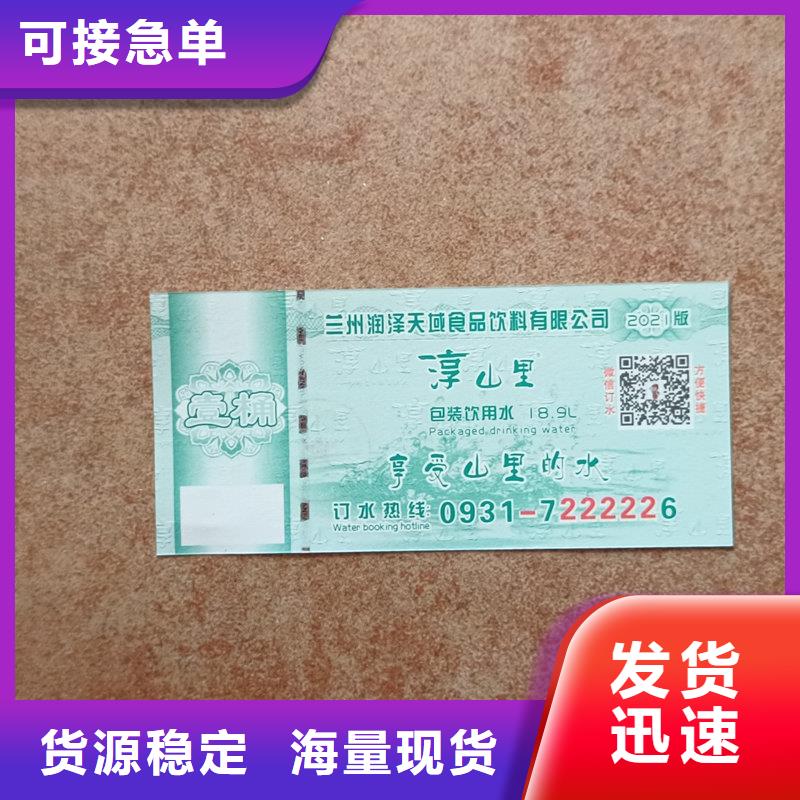 可接急单
兰州润泽天域食品饮料有限公司
2021版
淳山里
包装饮用水 18.9L
Packaged drinking water
微信订水
方便快捷
壹桶
享受山里的水
订水热线:
Water booking hotline
0931-7222226
发货
迅速
货源稳定 海量现货